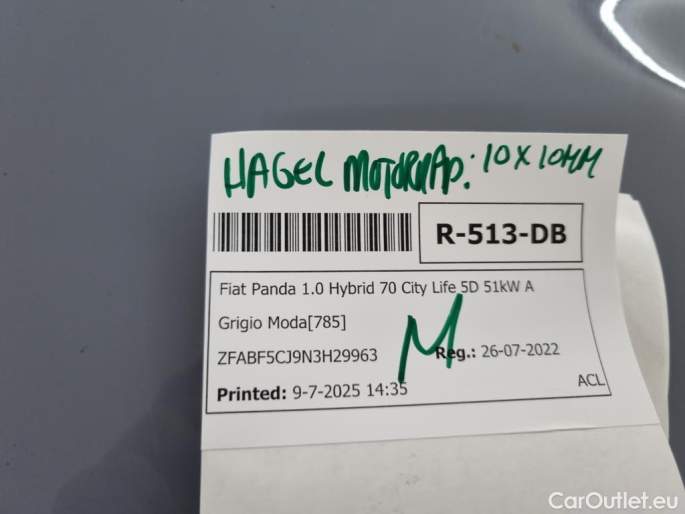 HAGEL MOTORKAP: 10 X 10MM
R-513-DB
Fiat Panda 1.0 Hybrid 70 City Life 5D 51kW A
Grigio Moda[785]
ZFABF5CJ9N3H29963 Reg.: 26-07-2022
M
Printed: 9-7-2025 14:35
ACL
CarOutlet.eu